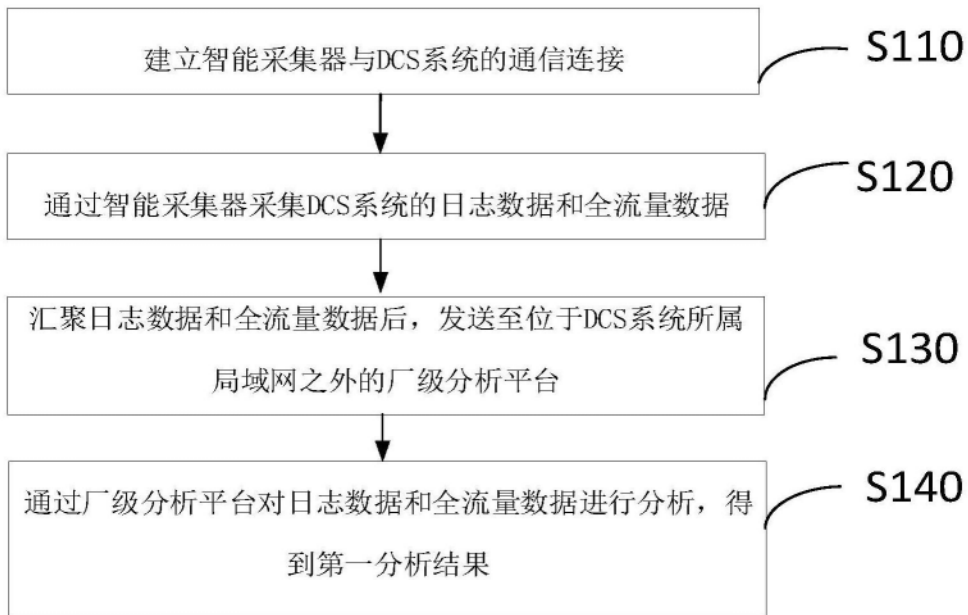 建立智能采集器与DCS系统的通信连接
S110
通过智能采集器采集DCS系统的日志数据和全流量数据
S120
汇聚日志数据和全流量数据后，发送至位于DCS系统所属
局域网之外的厂级分析平台
S130
通过厂级分析平台对日志数据和全流量数据进行分析，得
到第一分析结果
S140